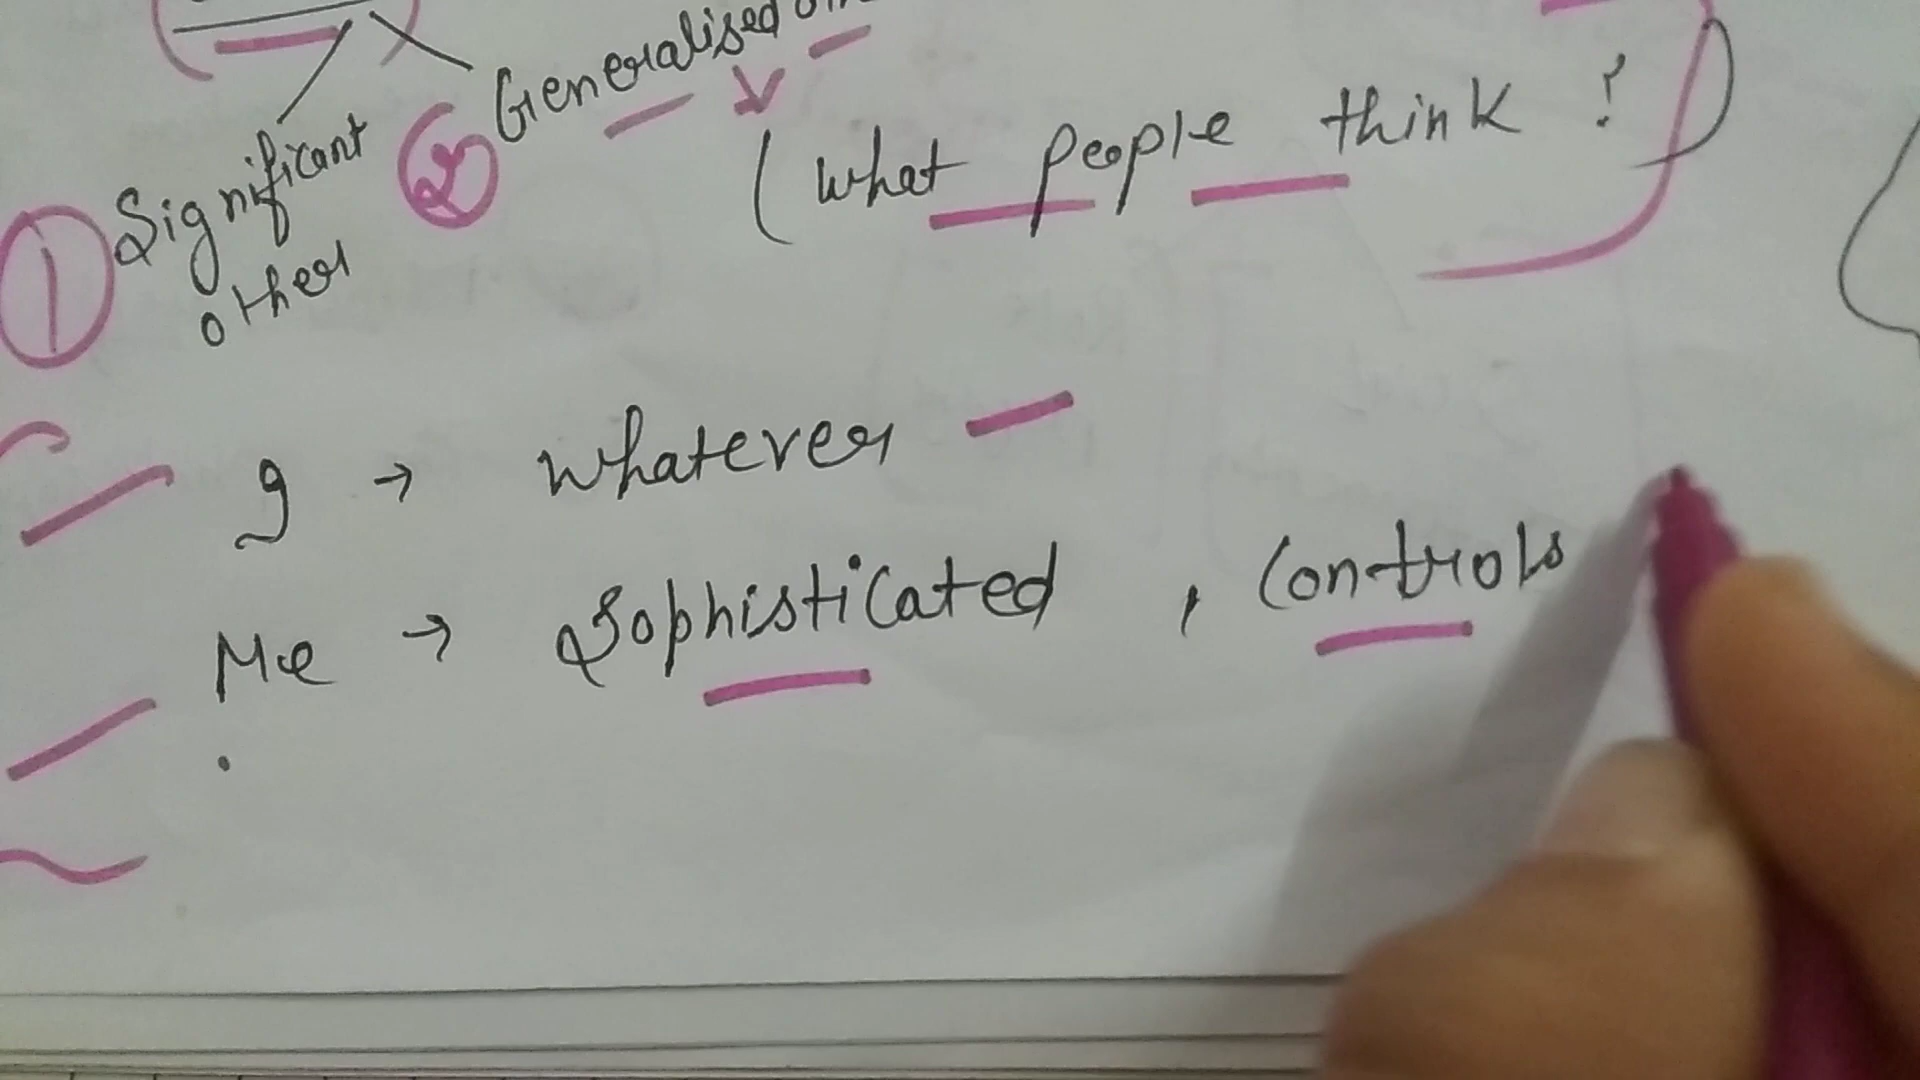 ② Generalised
① Significant
other
(What people think ?)
I → Whatever
Me → Sophisticated , Controls